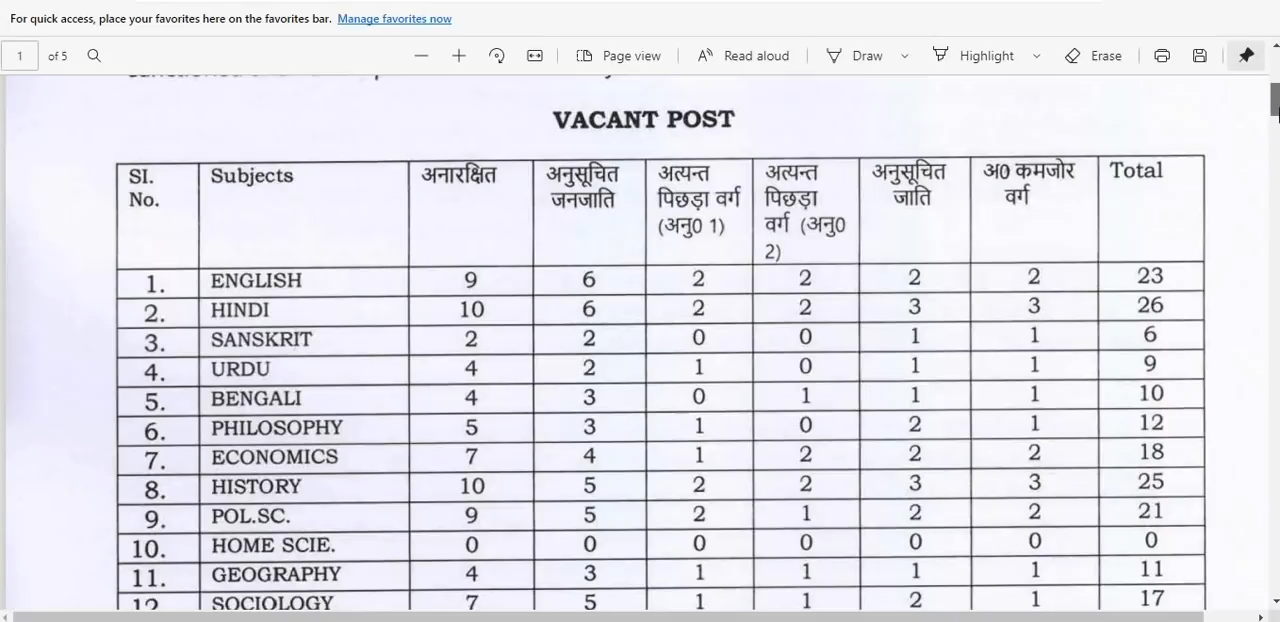 For quick access, place your favorites here on the favorites bar. Manage favorites now
1 of 5 Page view Read aloud Draw Highlight Erase
VACANT POST
SI. No. Subjects अनारक्षित अनुसूचित जनजाति अत्यन्त पिछड़ा वर्ग (अनु0 1) अत्यन्त पिछड़ा वर्ग (अनु0 2) अनुसूचित जाति अ0 कमजोर वर्ग Total
1. ENGLISH 9 6 2 2 2 2 23
2. HINDI 10 6 2 2 3 3 26
3. SANSKRIT 2 2 0 0 1 1 6
4. URDU 4 2 1 0 1 1 9
5. BENGALI 4 3 0 1 1 1 10
6. PHILOSOPHY 5 3 1 0 2 1 12
7. ECONOMICS 7 4 1 2 2 2 18
8. HISTORY 10 5 2 2 3 3 25
9. POL.SC. 9 5 2 1 2 2 21
10. HOME SCIE. 0 0 0 0 0 0 0
11. GEOGRAPHY 4 3 1 1 1 1 11
12 SOCIOLOGY 7 5 1 1 2 1 17